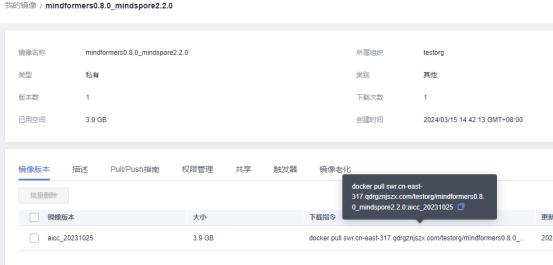 我的镜像 / mindformers0.8.0_mindspore2.2.0
镜像名称 mindformers0.8.0_mindspore2.2.0 所属组织 testorg
类型 私有 类别 其他
版本数 1 下载次数 1
已用空间 3.9 GB 创建时间 2024/03/15 14:42:13 GMT+08:00
镜像版本 描述 Pull/Push指南 权限管理 共享 触发器 镜像老化
批量删除
docker pull swr.cn-east-
317.qdrgznjszx.com/testorg/mindformers0.8.
0_mindspore2.2.0:aicc_20231025
镜像版本 大小 下载指令 更新
aicc_20231025 3.9 GB docker pull swr.cn-east-317.qdrgznjszx.com/testorg/mindformers0.8.0_... 202